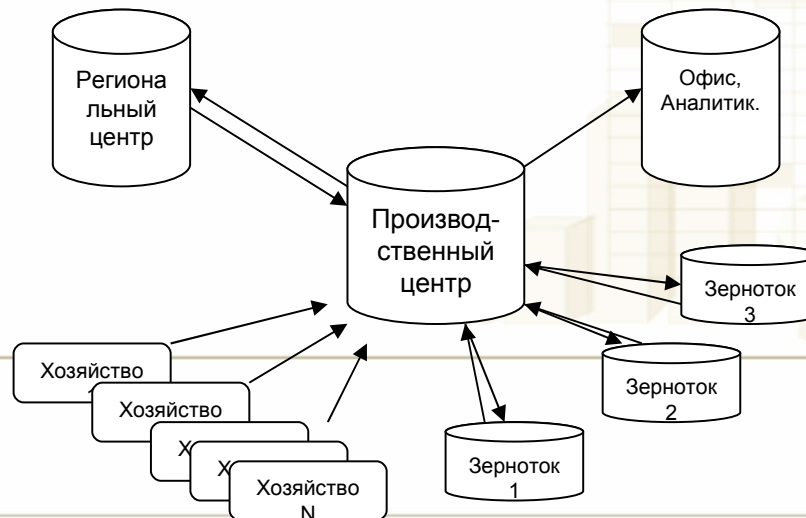 Региона
льный
центр
Офис,
Аналитик.
Производ-
ственный
центр
Зерноток
3
Хозяйство
Зерноток
2
Хозяйство
Х
Х
Зерноток
1
Хозяйство
N